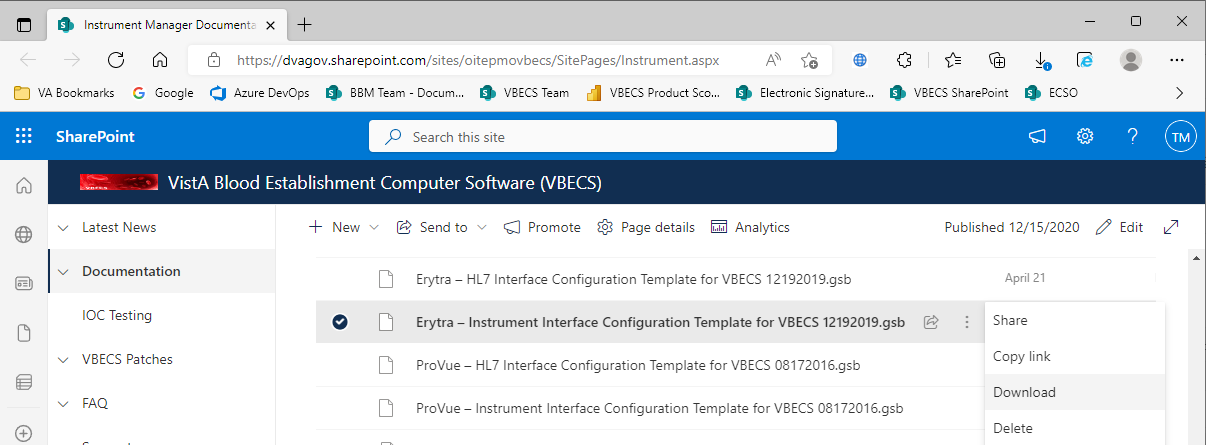 Instrument Manager Documenta
https://dvagov.sharepoint.com/sites/oitepmovbecs/SitePages/Instrument.aspx
VA Bookmarks Google Azure DevOps BBM Team - Docum... VBECS Team VBECS Product Sco... Electronic Signature... VBECS SharePoint ECSO
SharePoint Search this site ? TM
VistA Blood Establishment Computer Software (VBECS)
Latest News
Documentation
IOC Testing
VBECS Patches
FAQ
New Send to Promote Page details Analytics Published 12/15/2020 Edit
Erytra – HL7 Interface Configuration Template for VBECS 12192019.gsb April 21
Erytra – Instrument Interface Configuration Template for VBECS 12192019.gsb
ProVue – HL7 Interface Configuration Template for VBECS 08172016.gsb
ProVue – Instrument Interface Configuration Template for VBECS 08172016.gsb
Share
Copy link
Download
Delete